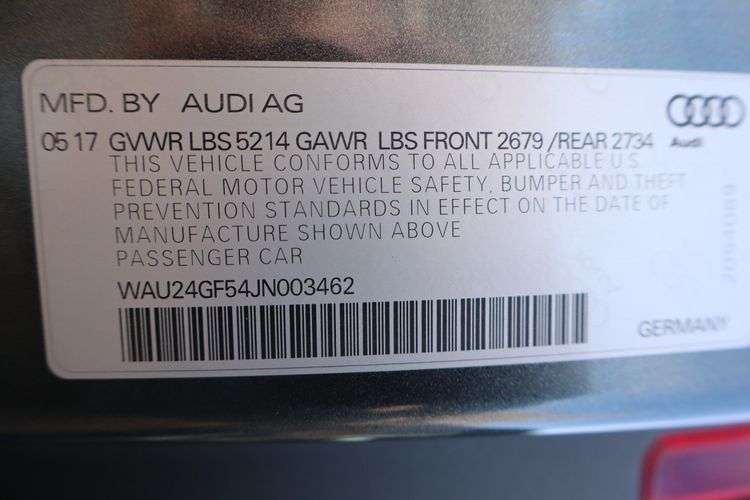 MFD. BY AUDI AG
05 17 GVWR LBS 5214 GAWR LBS FRONT 2679 / REAR 2734
Audi
THIS VEHICLE CONFORMS TO ALL APPLICABLE U.S
FEDERAL MOTOR VEHICLE SAFETY, BUMPER AND THEFT
PREVENTION STANDARDS IN EFFECT ON THE DATE OF
MANUFACTURE SHOWN ABOVE
PASSENGER CAR
WAU24GF54JN003462
GERMANY